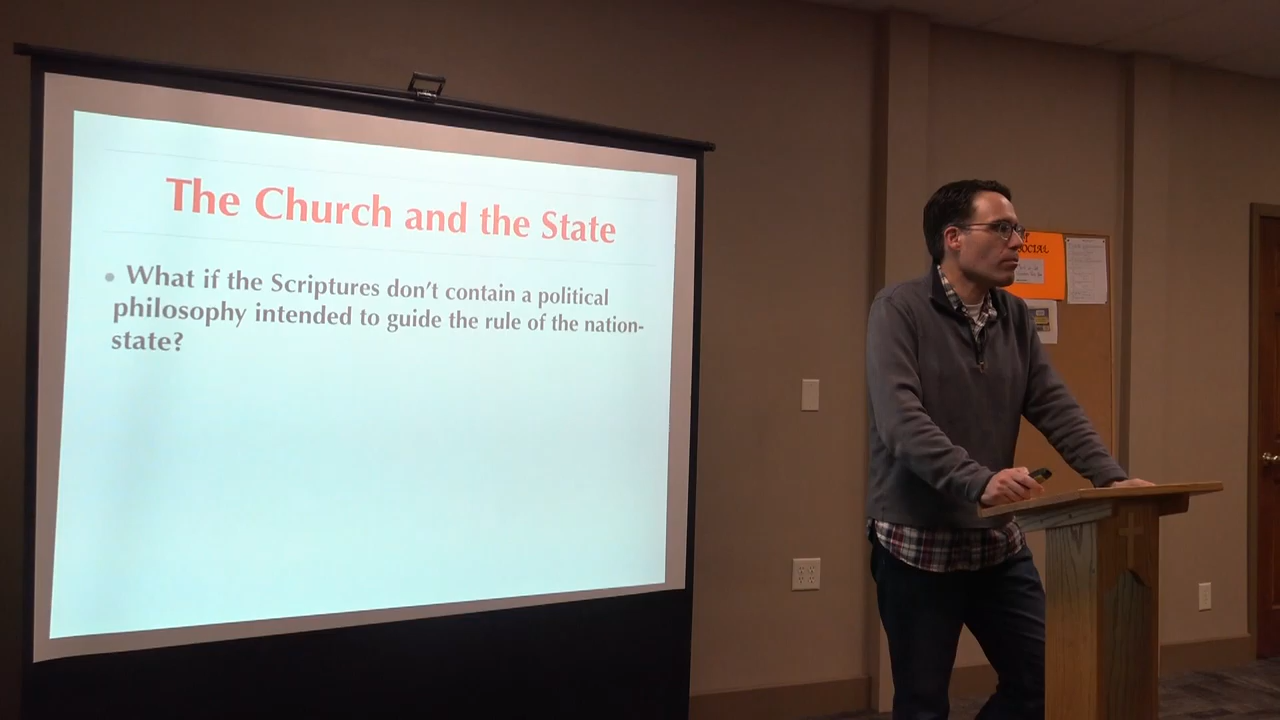 The Church and the State
• What if the Scriptures don't contain a political
philosophy intended to guide the rule of the nation-
state?
OCIAL